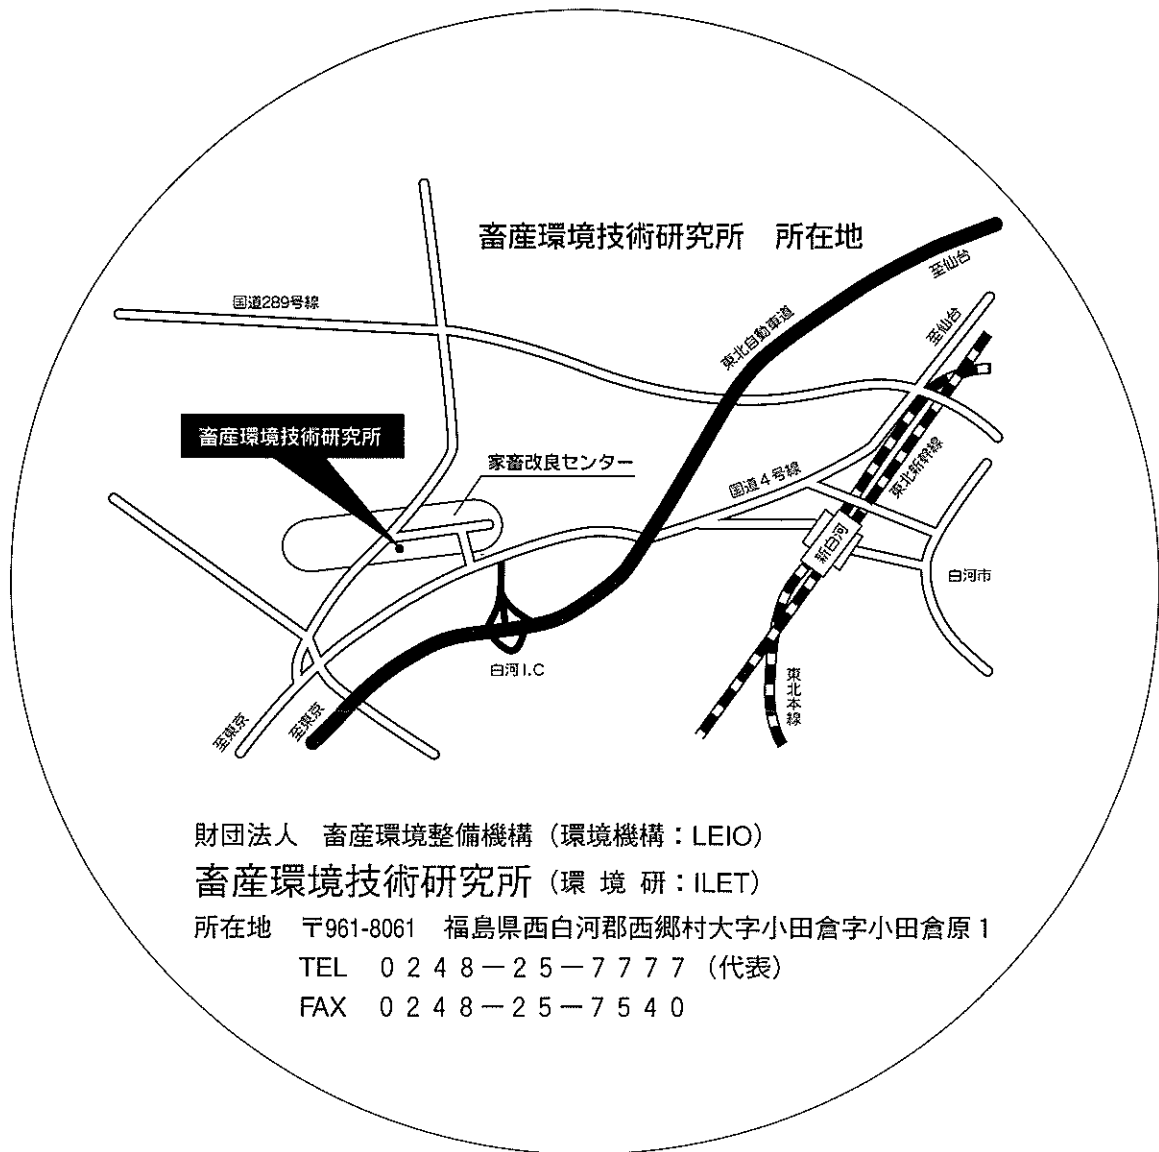 畜産環境技術研究所　所在地
至仙台
国道289号線
至仙台
東北自動車道
畜産環境技術研究所
家畜改良センター
国道4号線
東北新幹線
新白河
白河市
白河I.C
東北本線
至東京
至東京
財団法人　畜産環境整備機構（環境機構：LEIO）
畜産環境技術研究所（環 境 研：ILET）
所在地　〒961-8061　福島県西白河郡西郷村大字小田倉字小田倉原1
TEL　０２４８－２５－７７７７（代表）
FAX　０２４８－２５－７５４０